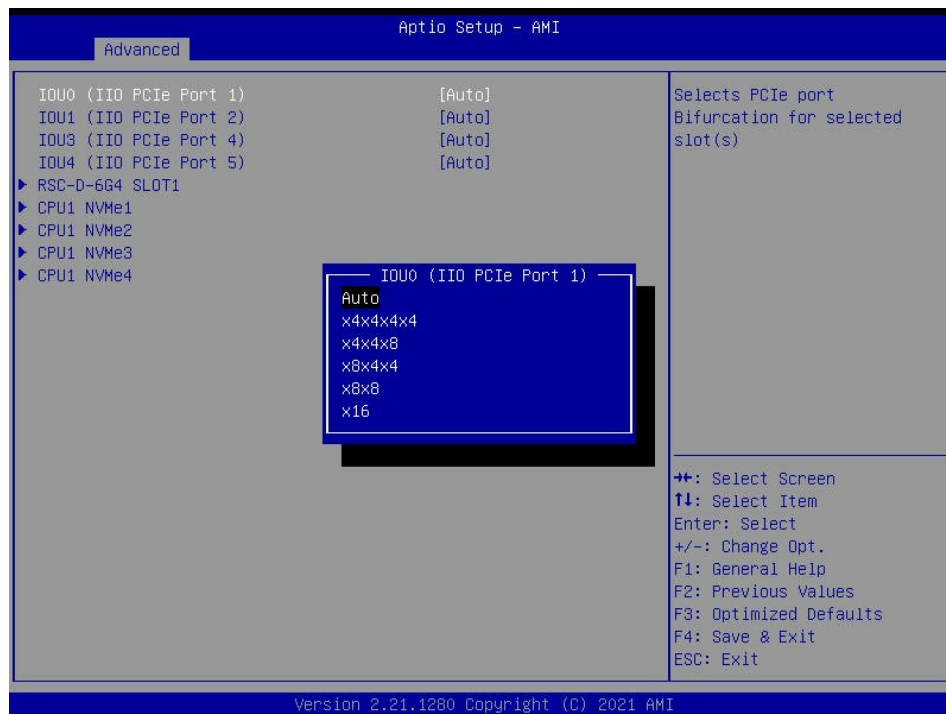 Aptio Setup – AMI
Advanced
IOU0 (IIO PCIe Port 1) [Auto]
IOU1 (IIO PCIe Port 2) [Auto]
IOU3 (IIO PCIe Port 4) [Auto]
IOU4 (IIO PCIe Port 5) [Auto]
RSC-D-6G4 SLOT1
CPU1 NVMe1
CPU1 NVMe2
CPU1 NVMe3
CPU1 NVMe4
IOU0 (IIO PCIe Port 1)
Auto
x4x4x4x4
x4x4x8
x8x4x4
x8x8
x16
Selects PCIe port
Bifurcation for selected
slot(s)
→←: Select Screen
↑↓: Select Item
Enter: Select
+/-: Change Opt.
F1: General Help
F2: Previous Values
F3: Optimized Defaults
F4: Save & Exit
ESC: Exit
Version 2.21.1280 Copyright (C) 2021 AMI